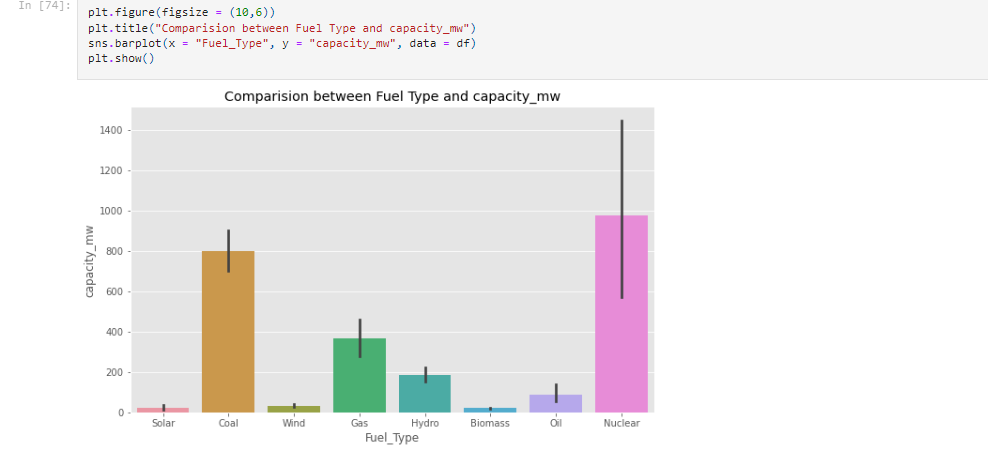 In [74]:
plt.figure(figsize = (10,6))
plt.title("Comparision between Fuel Type and capacity_mw")
sns.barplot(x = "Fuel_Type", y = "capacity_mw", data = df)
plt.show()
Comparision between Fuel Type and capacity_mw
1400
1200
1000
800
600
400
200
0
capacity_mw
Solar Coal Wind Gas Hydro Biomass Oil Nuclear
Fuel_Type